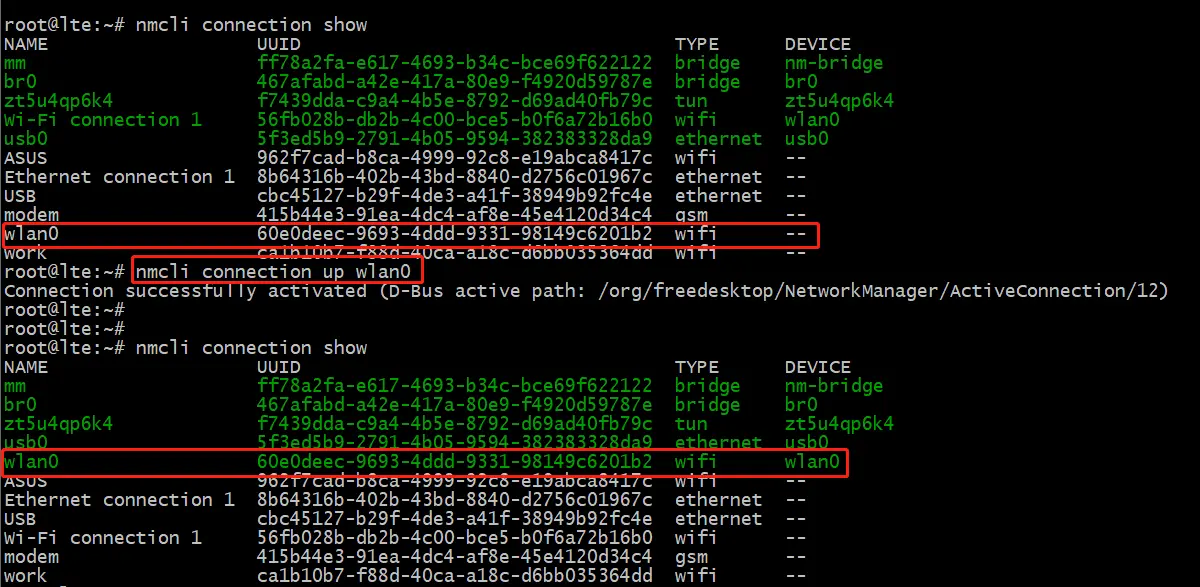 root@lte:~# nmcli connection show
NAME UUID TYPE DEVICE
mm ff78a2fa-e617-4693-b34c-bce69f622122 bridge nm-bridge
br0 467afabd-a42e-417a-80e9-f4920d59787e bridge br0
zt5u4qp6k4 f7439dda-c9a4-4b5e-8792-d69ad40fb79c tun zt5u4qp6k4
Wi-Fi connection 1 56fb028b-db2b-4c00-bce5-b0f6a72b16b0 wifi wlan0
usb0 5f3ed5b9-2791-4b05-9594-382383328da9 ethernet usb0
ASUS 962f7cad-b8ca-4999-92c8-e19abca8417c wifi --
Ethernet connection 1 8b64316b-402b-43bd-8840-d2756c01967c ethernet --
USB cbc45127-b29f-4de3-a41f-38949b92fc4e ethernet --
modem 415b44e3-91ea-4dc4-af8e-45e4120d34c4 gsm --
wlan0 60e0deec-9693-4ddd-9331-98149c6201b2 wifi --
work ca1b10b7-f88d-40ca-a18c-d6bb035364dd wifi --
root@lte:~# nmcli connection up wlan0
Connection successfully activated (D-Bus active path: /org/freedesktop/NetworkManager/ActiveConnection/12)
root@lte:~#
root@lte:~#
root@lte:~# nmcli connection show
NAME UUID TYPE DEVICE
mm ff78a2fa-e617-4693-b34c-bce69f622122 bridge nm-bridge
br0 467afabd-a42e-417a-80e9-f4920d59787e bridge br0
zt5u4qp6k4 f7439dda-c9a4-4b5e-8792-d69ad40fb79c tun zt5u4qp6k4
usb0 5f3ed5b9-2791-4b05-9594-382383328da9 ethernet usb0
wlan0 60e0deec-9693-4ddd-9331-98149c6201b2 wifi wlan0
ASUS 962f7cad-b8ca-4999-92c8-e19abca8417c wifi --
Ethernet connection 1 8b64316b-402b-43bd-8840-d2756c01967c ethernet --
USB cbc45127-b29f-4de3-a41f-38949b92fc4e ethernet --
Wi-Fi connection 1 56fb028b-db2b-4c00-bce5-b0f6a72b16b0 wifi --
modem 415b44e3-91ea-4dc4-af8e-45e4120d34c4 gsm --
work ca1b10b7-f88d-40ca-a18c-d6bb035364dd wifi --